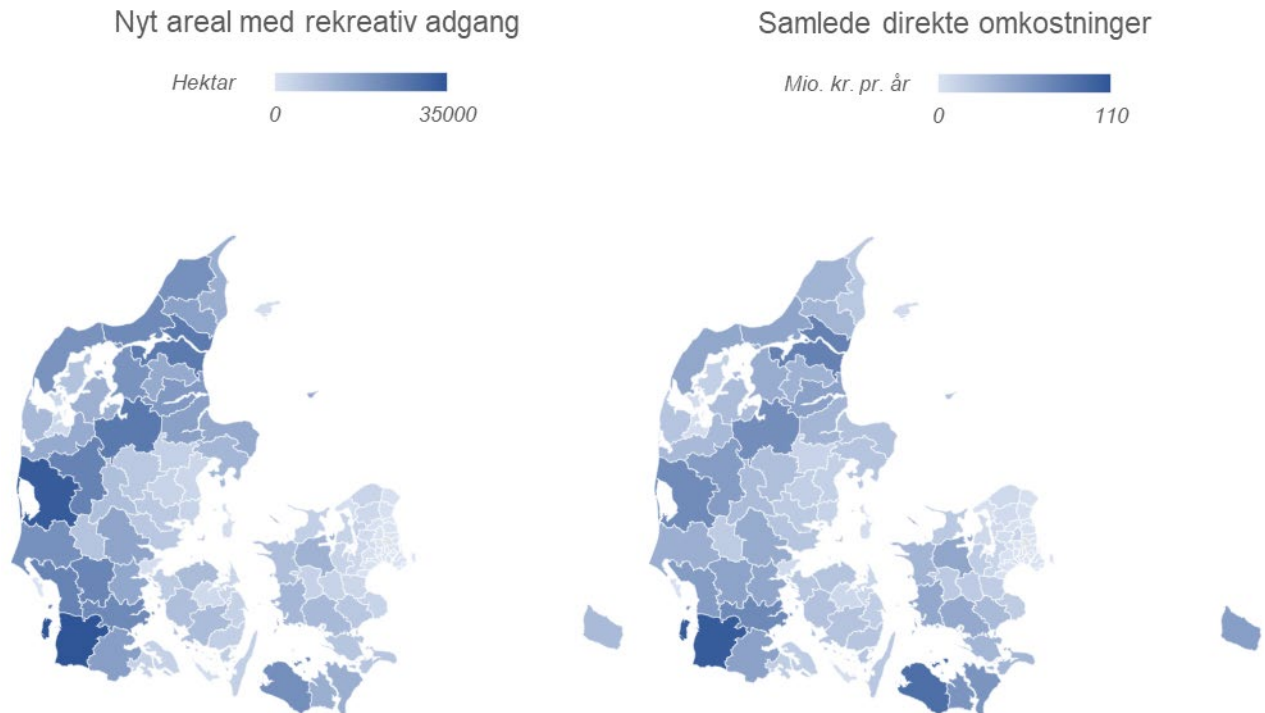 Nyt areal med rekreativ adgang
Hektar
0
35000
Samlede direkte omkostninger
Mio. kr. pr. år
0
110